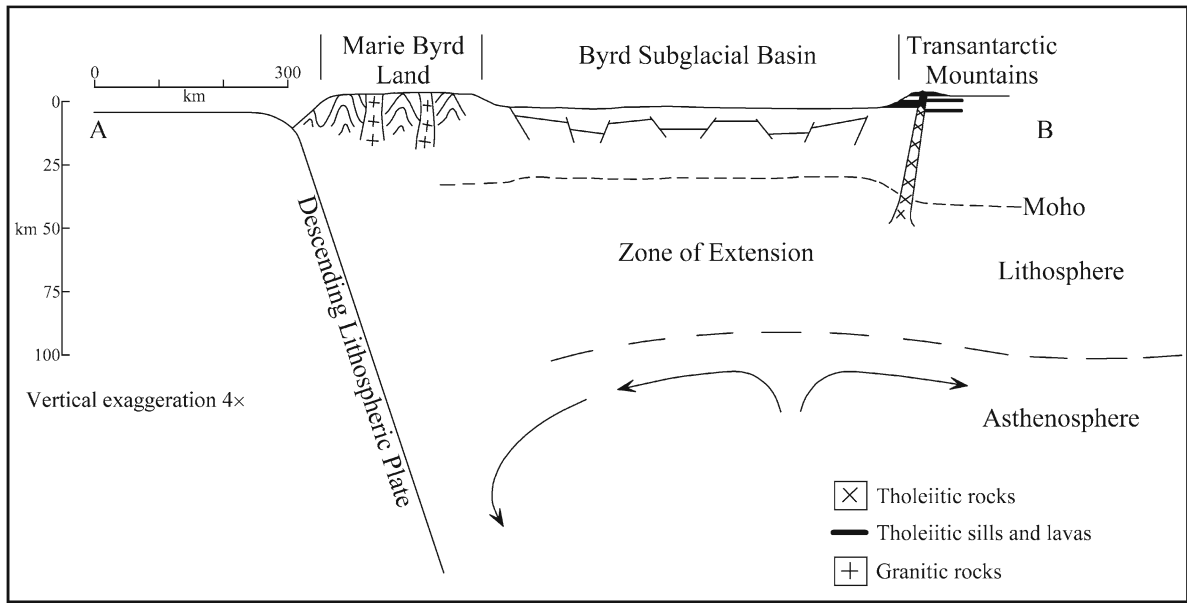 Marie Byrd
Land
Byrd Subglacial Basin
Transantarctic
Mountains
0 300
km
0
25
km 50
75
100
A
B
Moho
Descending Lithospheric Plate
Zone of Extension
Lithosphere
Vertical exaggeration 4×
Asthenosphere
Tholeiitic rocks
Tholeiitic sills and lavas
Granitic rocks